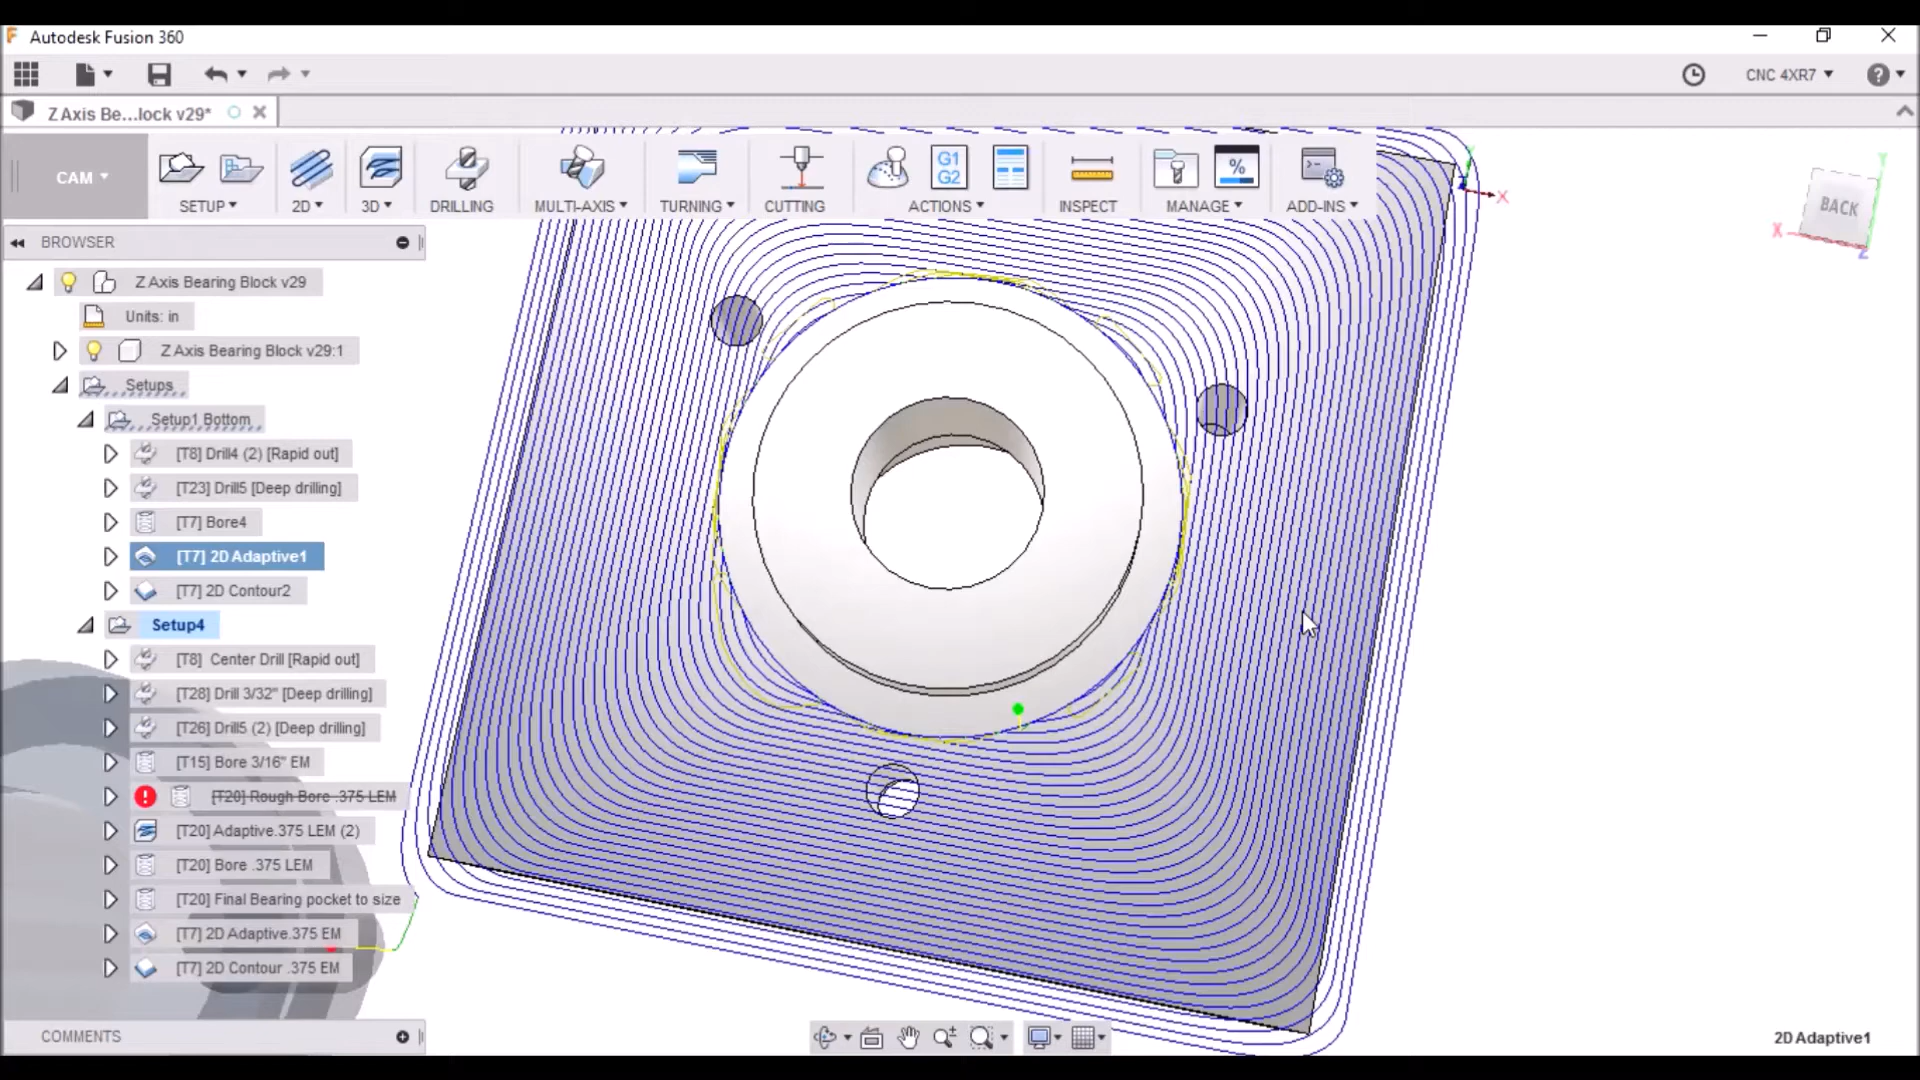 Autodesk Fusion 360
CNC 4XR7
Z Axis Be...lock v29*
CAM
SETUP
2D
3D
DRILLING
MULTI-AXIS
TURNING
CUTTING
G1
G2
ACTIONS
INSPECT
%
MANAGE
ADD-INS
X
BACK
Y
X
Z
BROWSER
Z Axis Bearing Block v29
Units: in
Z Axis Bearing Block v29:1
Setups
Setup1 Bottom
[T8] Drill4 (2) [Rapid out]
[T23] Drill5 [Deep drilling]
[T7] Bore4
[T7] 2D Adaptive1
[T7] 2D Contour2
Setup4
[T8] Center Drill [Rapid out]
[T28] Drill 3/32" [Deep drilling]
[T26] Drill5 (2) [Deep drilling]
[T15] Bore 3/16" EM
[T20] Rough Bore .375 LEM
[T20] Adaptive.375 LEM (2)
[T20] Bore .375 LEM
[T20] Final Bearing pocket to size
[T7] 2D Adaptive.375 EM
[T7] 2D Contour .375 EM
COMMENTS
2D Adaptive1